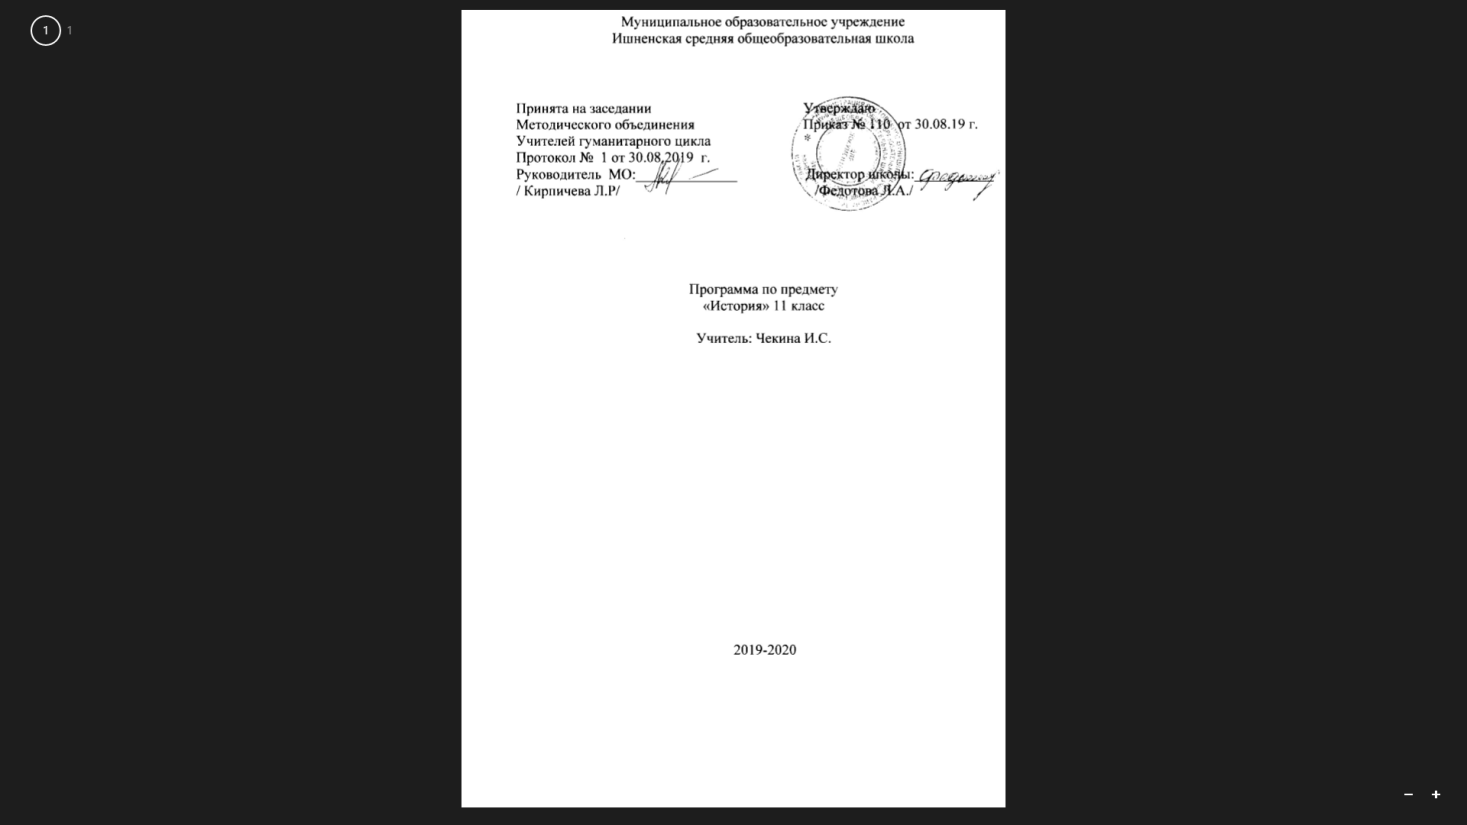 1 1
Муниципальное образовательное учреждение
Ишненская средняя общеобразовательная школа
Принята на заседании
Методического объединения
Учителей гуманитарного цикла
Протокол № 1 от 30.08.2019 г.
Руководитель МО:
/ Кирпичева Л.Р/
Утверждаю
Приказ № 110 от 30.08.19 г.
Директор школы:
/Федотова Л.А./
Программа по предмету
«История» 11 класс
Учитель: Чекина И.С.
2019-2020